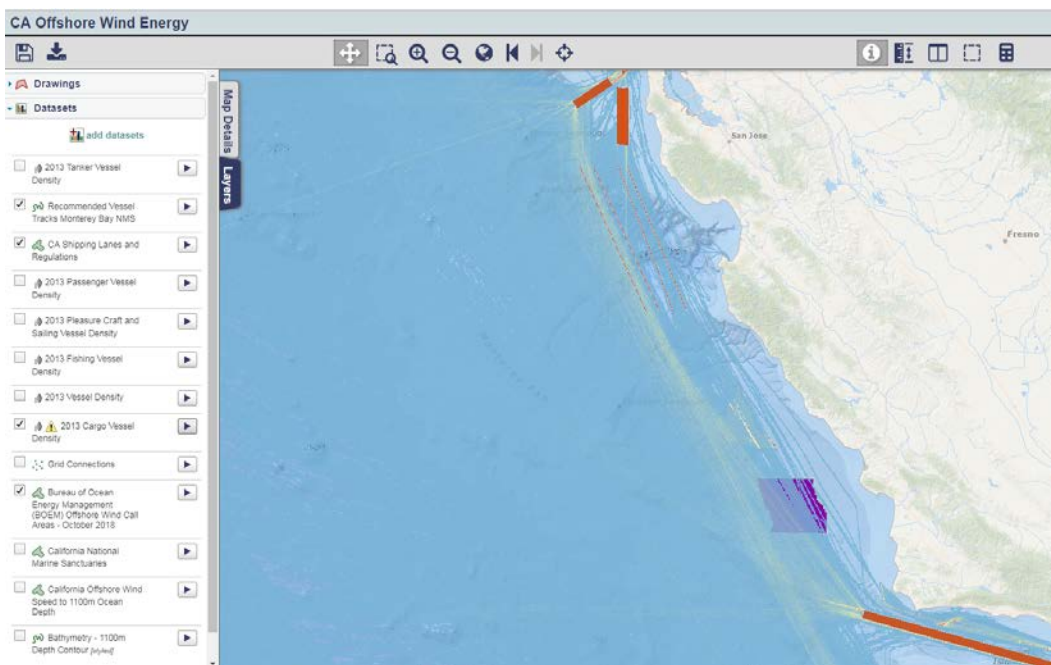 CA Offshore Wind Energy
Drawings
Datasets
add datasets
2013 Tanker Vessel
Density
Recommended Vessel
Tracks Monterey Bay NMS
CA Shipping Lanes and
Regulations
2013 Passenger Vessel
Density
2013 Pleasure Craft and
Sailing Vessel Density
2013 Fishing Vessel
Density
2013 Vessel Density
2013 Cargo Vessel
Density
Grid Connections
Bureau of Ocean
Energy Management
(BOEM) Offshore Wind Call
Areas - October 2018
California National
Marine Sanctuaries
California Offshore Wind
Speed to 1100m Ocean
Depth
Bathymetry - 1100m
Depth Contour
Map Details
Layers
San Jose
Fresno